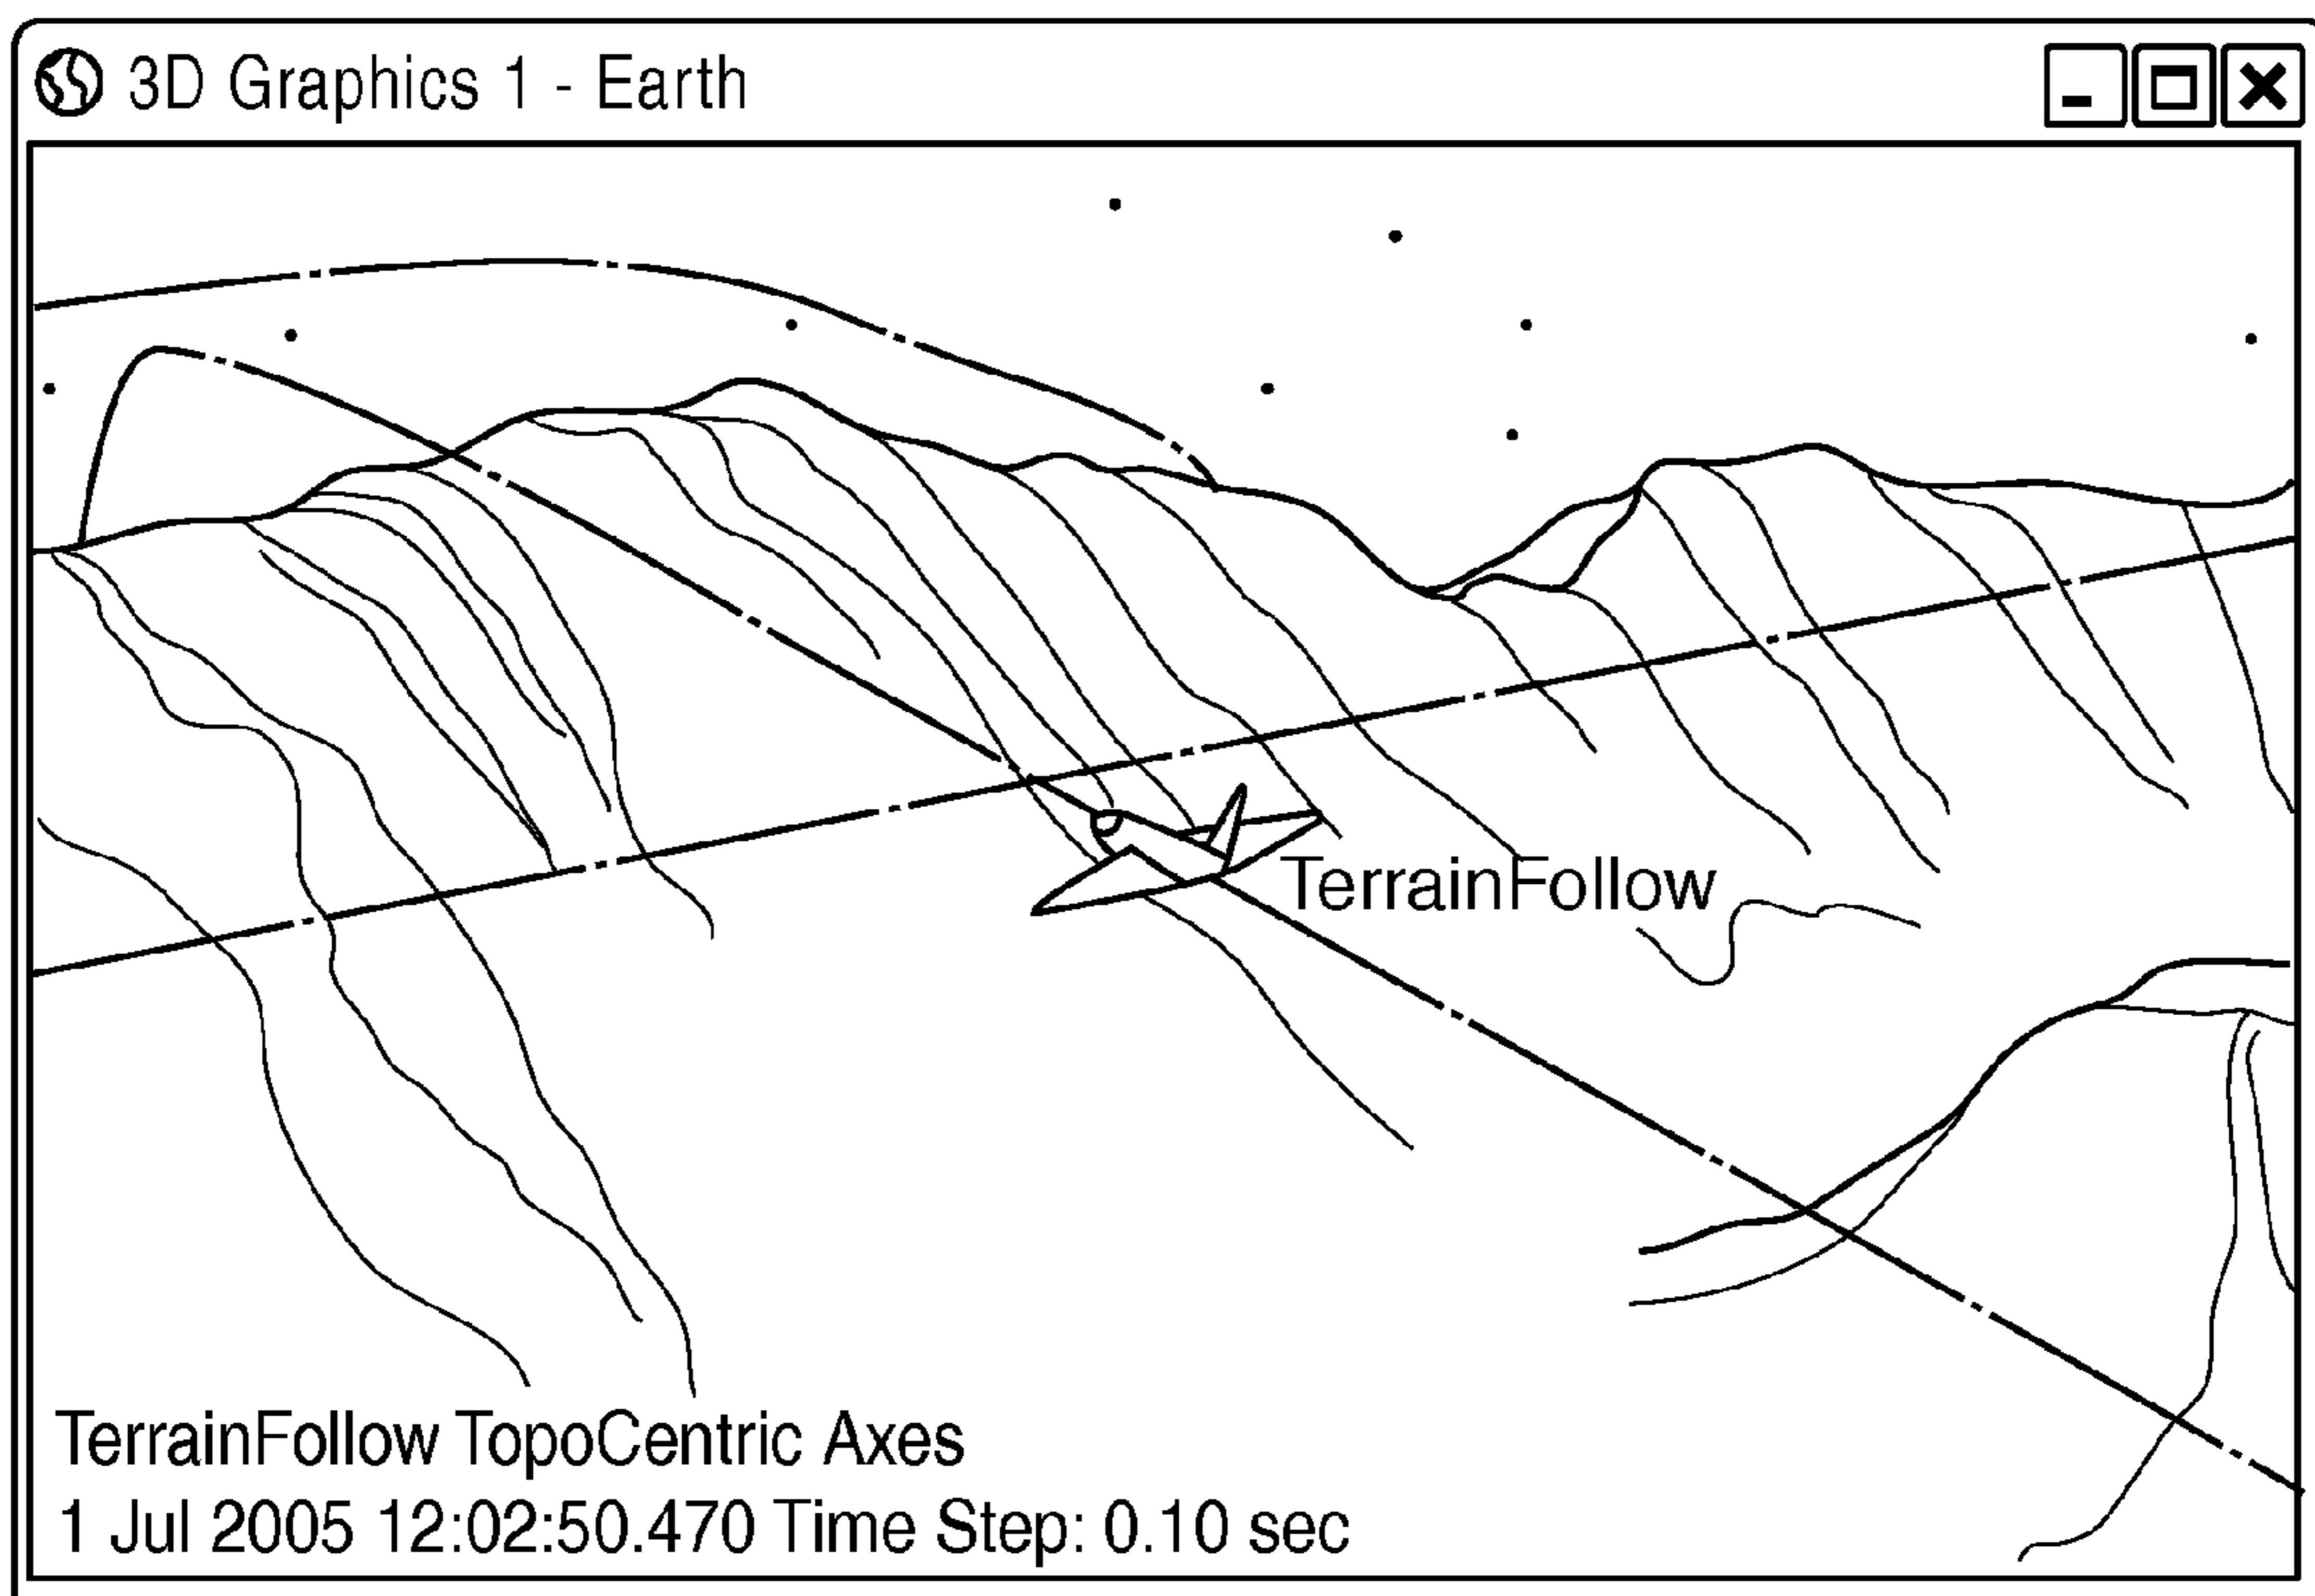 3D Graphics 1 - Earth
TerrainFollow
TerrainFollow TopoCentric Axes
1 Jul 2005 12:02:50.470 Time Step: 0.10 sec